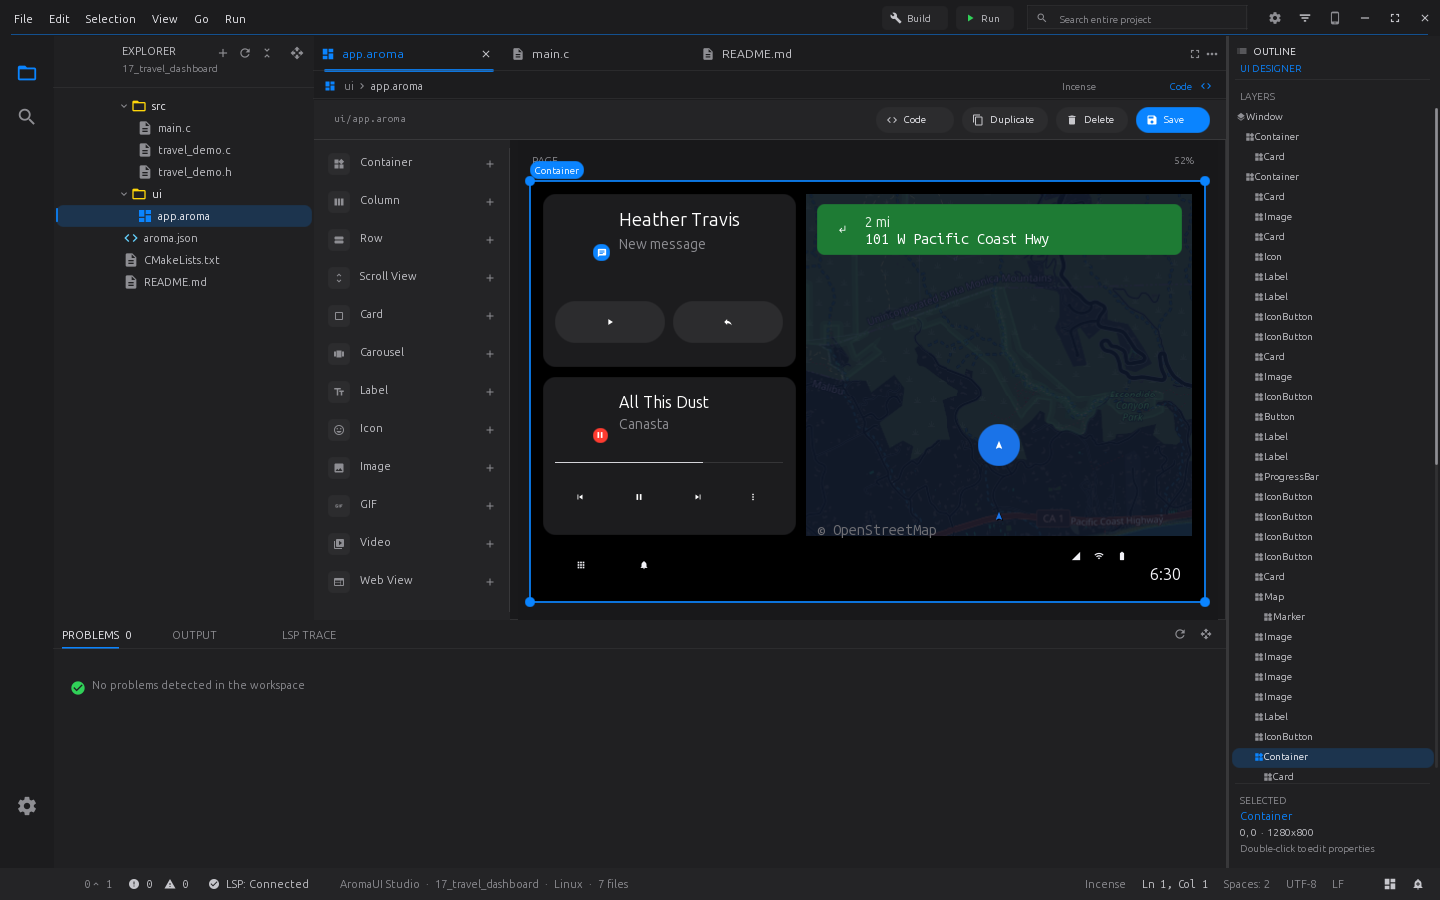 File Edit Selection View Go Run
Build
Run
Search entire project
EXPLORER
17_travel_dashboard
src
main.c
travel_demo.c
travel_demo.h
ui
app.aroma
aroma.json
CMakeLists.txt
README.md
app.aroma
main.c
README.md
ui > app.aroma
Incense
Code
ui/app.aroma
Code
Duplicate
Delete
Save
Container
Column
Row
Scroll View
Card
Carousel
Label
Icon
Image
GIF
Video
Web View
PAGE
52%
Container
Heather Travis
New message
All This Dust
Canasta
2 mi
101 W Pacific Coast Hwy
Malibu
CA 1
Pacific Coast Highway
© OpenStreetMap
6:30
PROBLEMS 0
OUTPUT
LSP TRACE
No problems detected in the workspace
OUTLINE
UI DESIGNER
LAYERS
Window
Container
Card
Container
Card
Image
Card
Icon
Label
Label
IconButton
IconButton
Card
Image
IconButton
Button
Label
Label
ProgressBar
IconButton
IconButton
IconButton
IconButton
Card
Map
Marker
Image
Image
Image
Image
Label
IconButton
Container
Card
SELECTED
Container
0,0 · 1280x800
Double-click to edit properties
0 1
0 0
LSP: Connected
AromaUI Studio · 17_travel_dashboard · Linux · 7 files
Incense
Ln 1, Col 1
Spaces: 2
UTF-8
LF